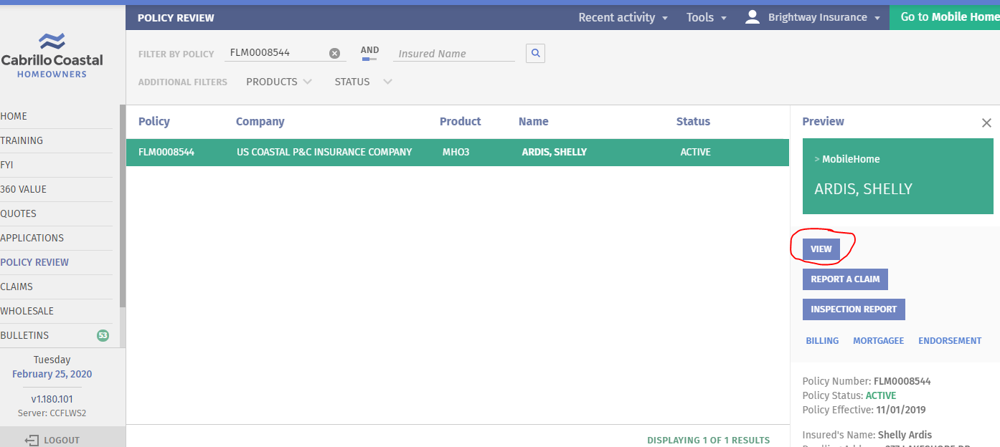 POLICY REVIEW
Recent activity
Tools
Brightway Insurance
Go to Mobile Home
Cabrillo Coastal
HOMEOWNERS
FILTER BY POLICY
FLM0008544
AND
Insured Name
ADDITIONAL FILTERS
PRODUCTS
STATUS
HOME
TRAINING
FYI
360 VALUE
QUOTES
APPLICATIONS
POLICY REVIEW
CLAIMS
WHOLESALE
BULLETINS 53
Tuesday
February 25, 2020
v1.180.101
Server: CCFLWS2
LOGOUT
Policy Company Product Name Status
FLM0008544 US COASTAL P&C INSURANCE COMPANY MHO3 ARDIS, SHELLY ACTIVE
DISPLAYING 1 OF 1 RESULTS
Preview
> MobileHome
ARDIS, SHELLY
VIEW
REPORT A CLAIM
INSPECTION REPORT
BILLING MORTGAGEE ENDORSEMENT
Policy Number: FLM0008544
Policy Status: ACTIVE
Policy Effective: 11/01/2019
Insured's Name: Shelly Ardis